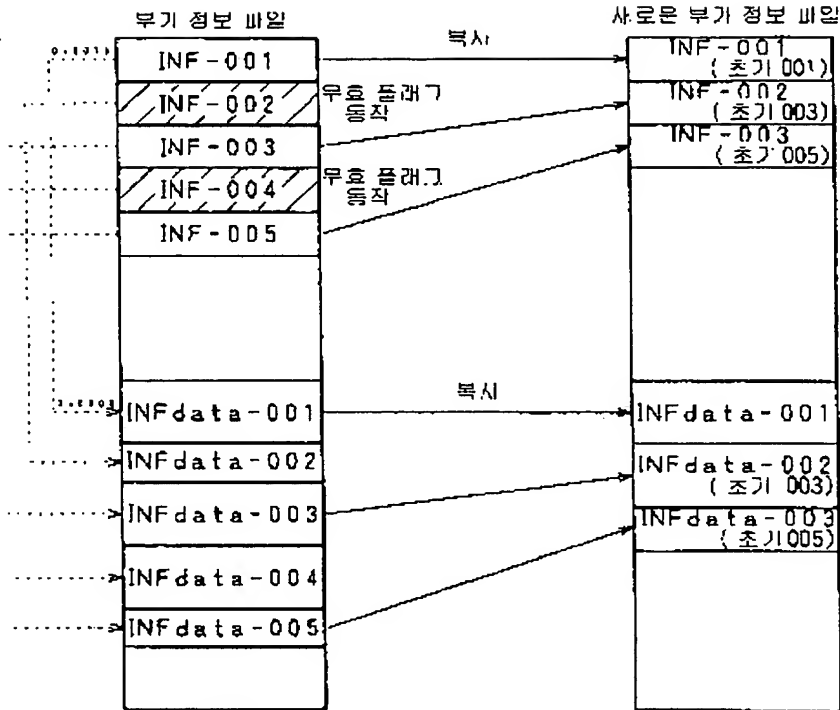 부가 정보 파일
INF-001
INF-002
INF-003
INF-004
INF-005
무효 플래그
동작
무효 플래그
동작
INFdata-001
INFdata-002
INFdata-003
INFdata-004
INFdata-005
복사
복사
새로운 부가 정보 파일
INF-001
(초기 001)
INF-002
(초기 003)
INF-003
(초기 005)
INFdata-001
INFdata-002
(초기 003)
INFdata-003
(초기 005)